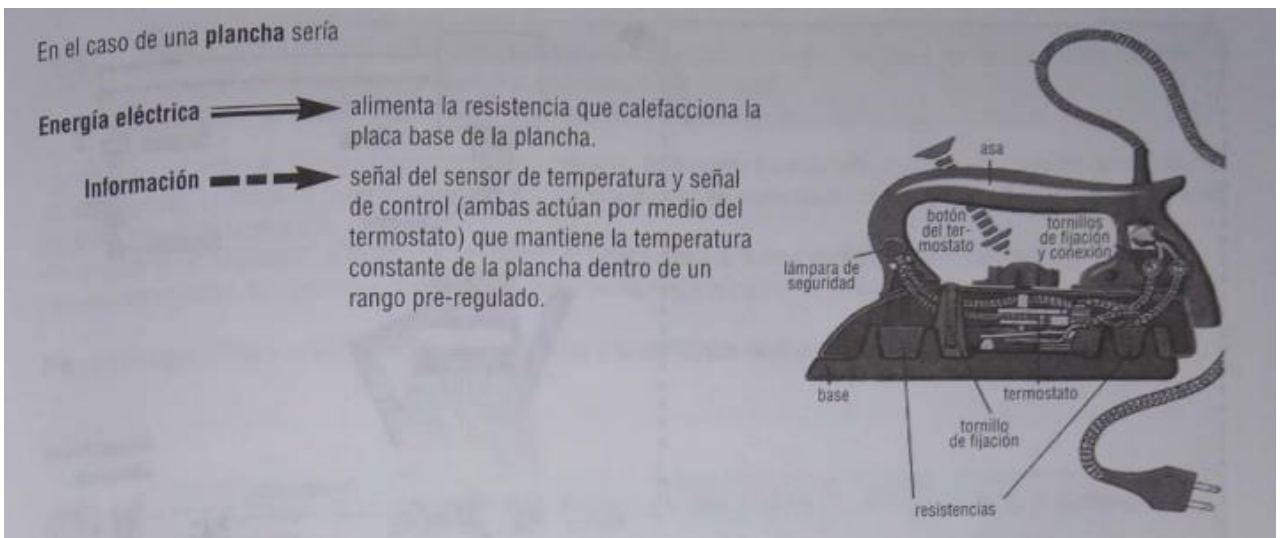 En el caso de una plancha sería
Energía eléctrica
alimenta la resistencia que calefacciona la
placa base de la plancha.
Información
señal del sensor de temperatura y señal
de control (ambas actúan por medio del
termostato) que mantiene la temperatura
constante de la plancha dentro de un
rango pre-regulado.
asa
botón
del ter-
mostato
tornillos
de fijación
y conexión
lámpara de
seguridad
base
termostato
tornillo
de fijación
resistencias